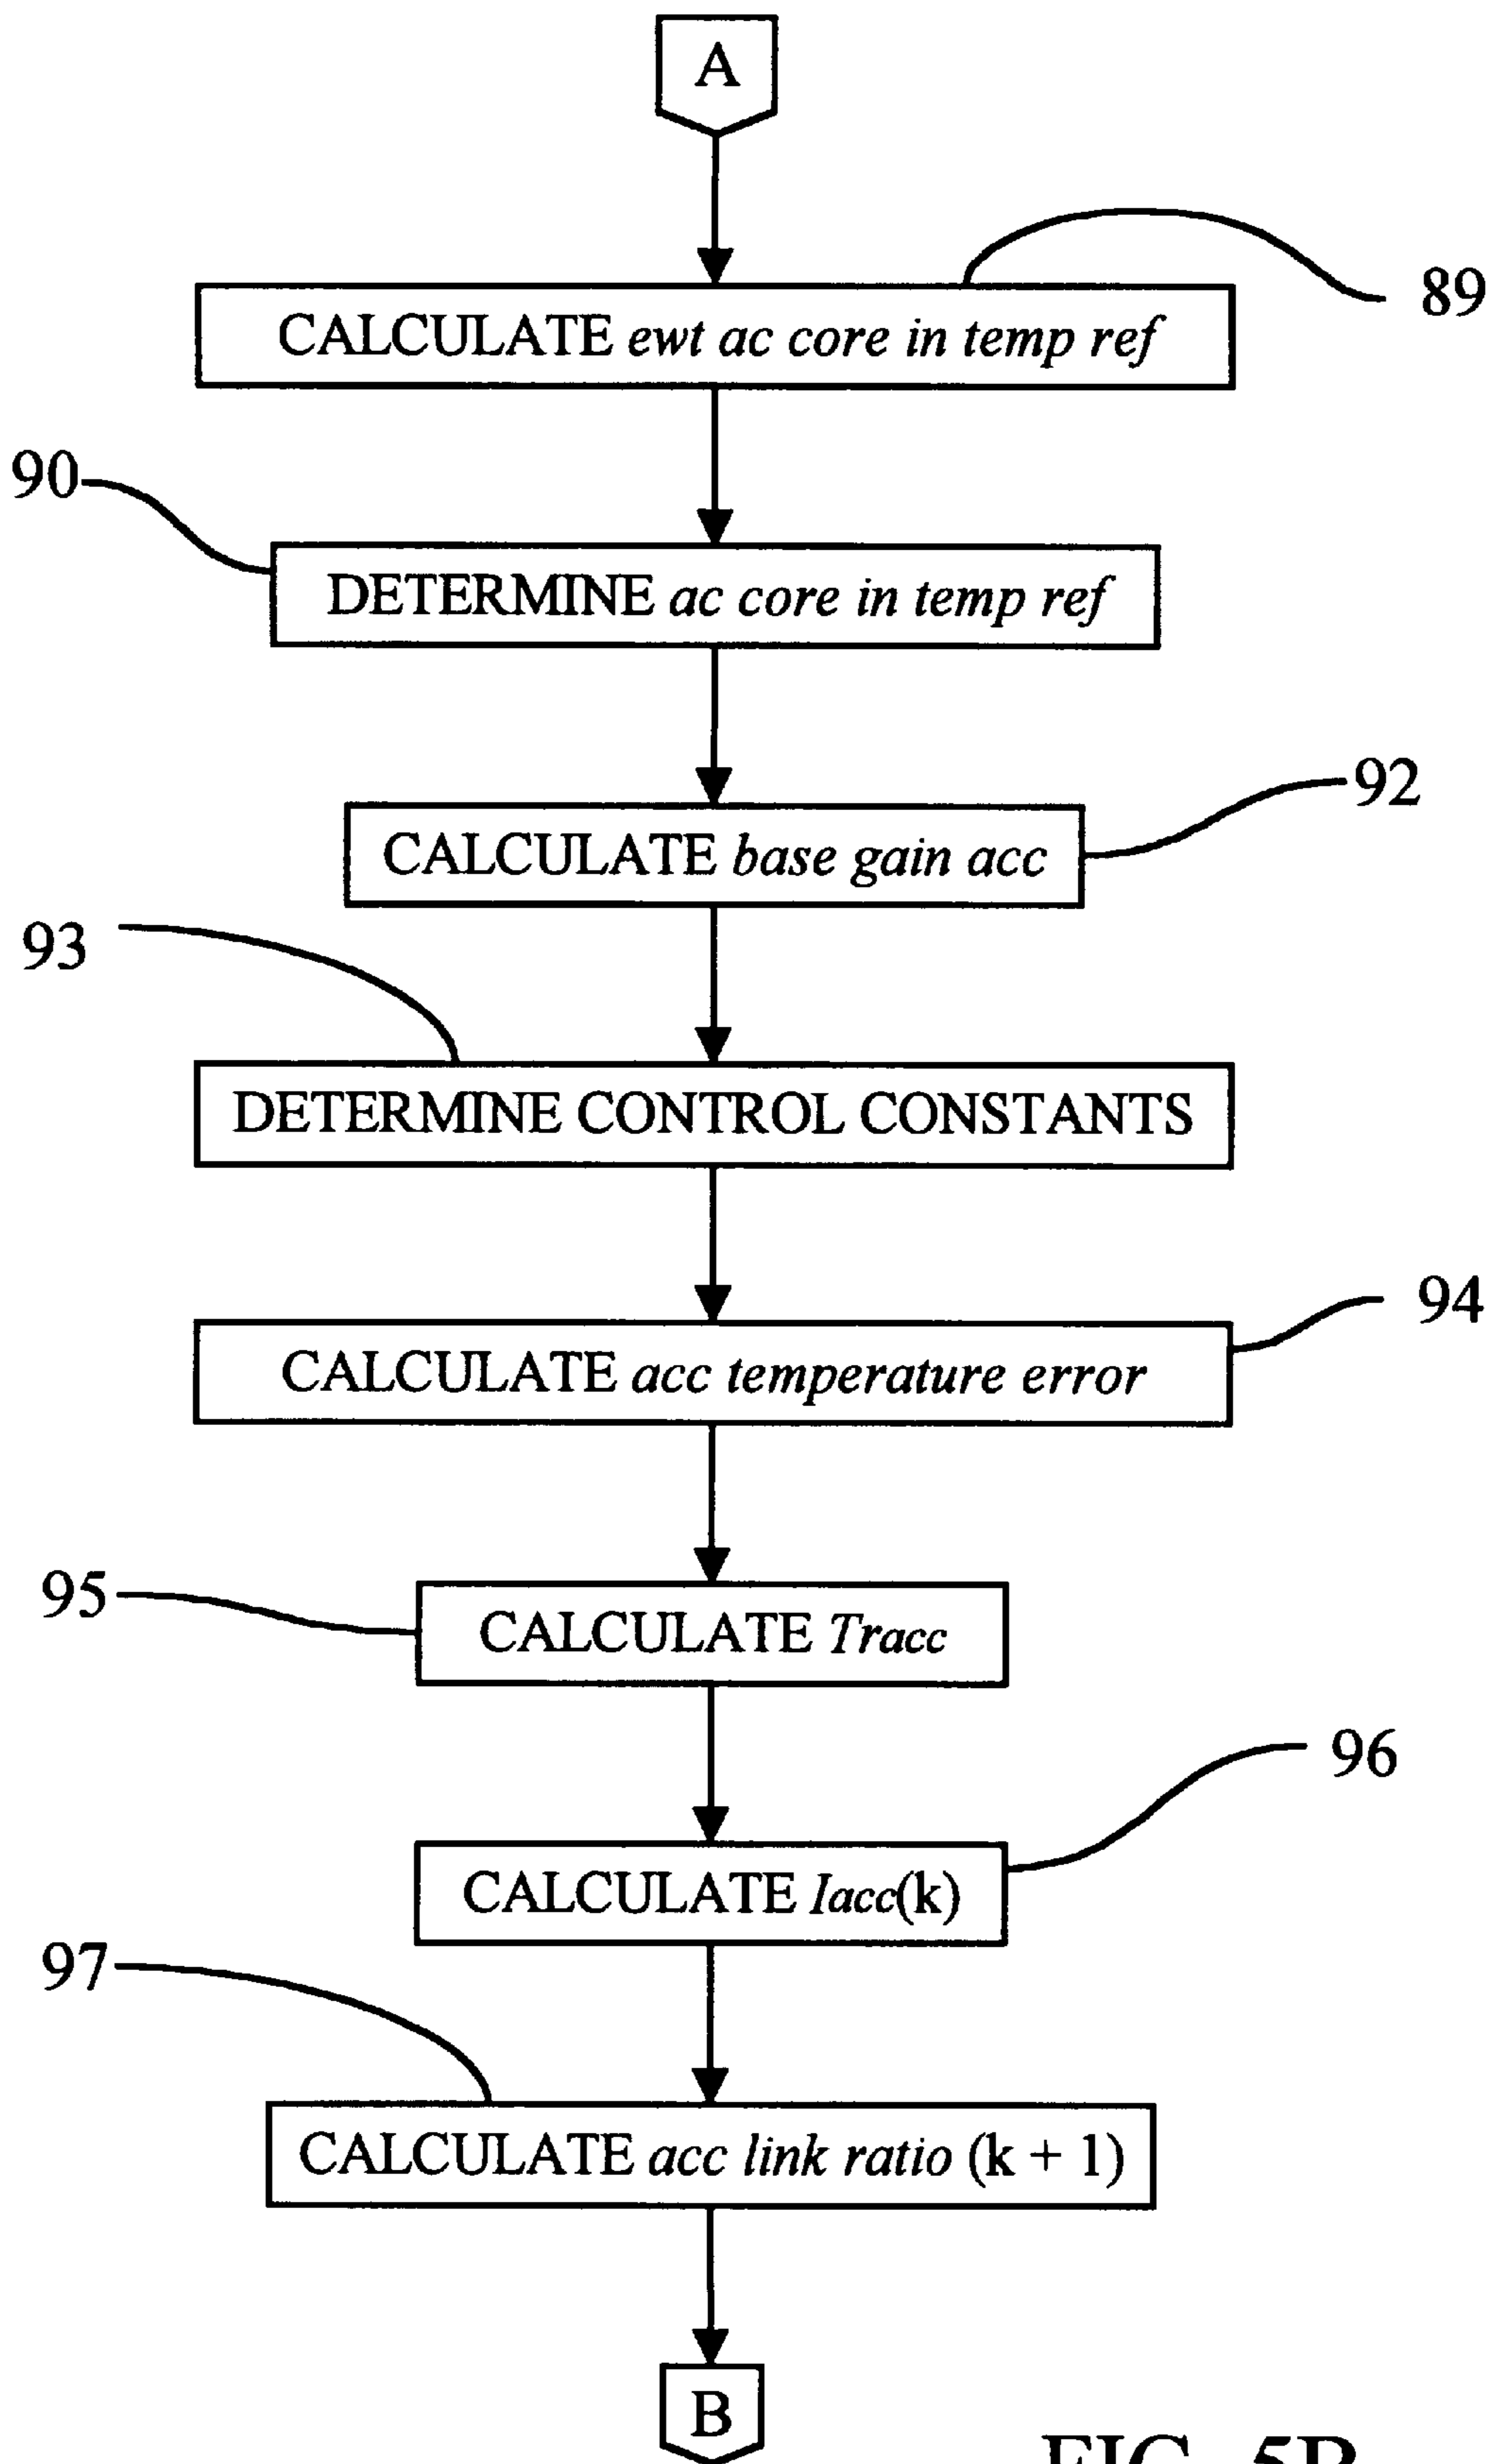 A
89
CALCULATE ewt ac core in temp ref
90
DETERMINE ac core in temp ref
92
CALCULATE base gain acc
93
DETERMINE CONTROL CONSTANTS
94
CALCULATE acc temperature error
95
CALCULATE Tracc
96
CALCULATE Iacc(k)
97
CALCULATE acc link ratio (k + 1)
B
FIG. 5B